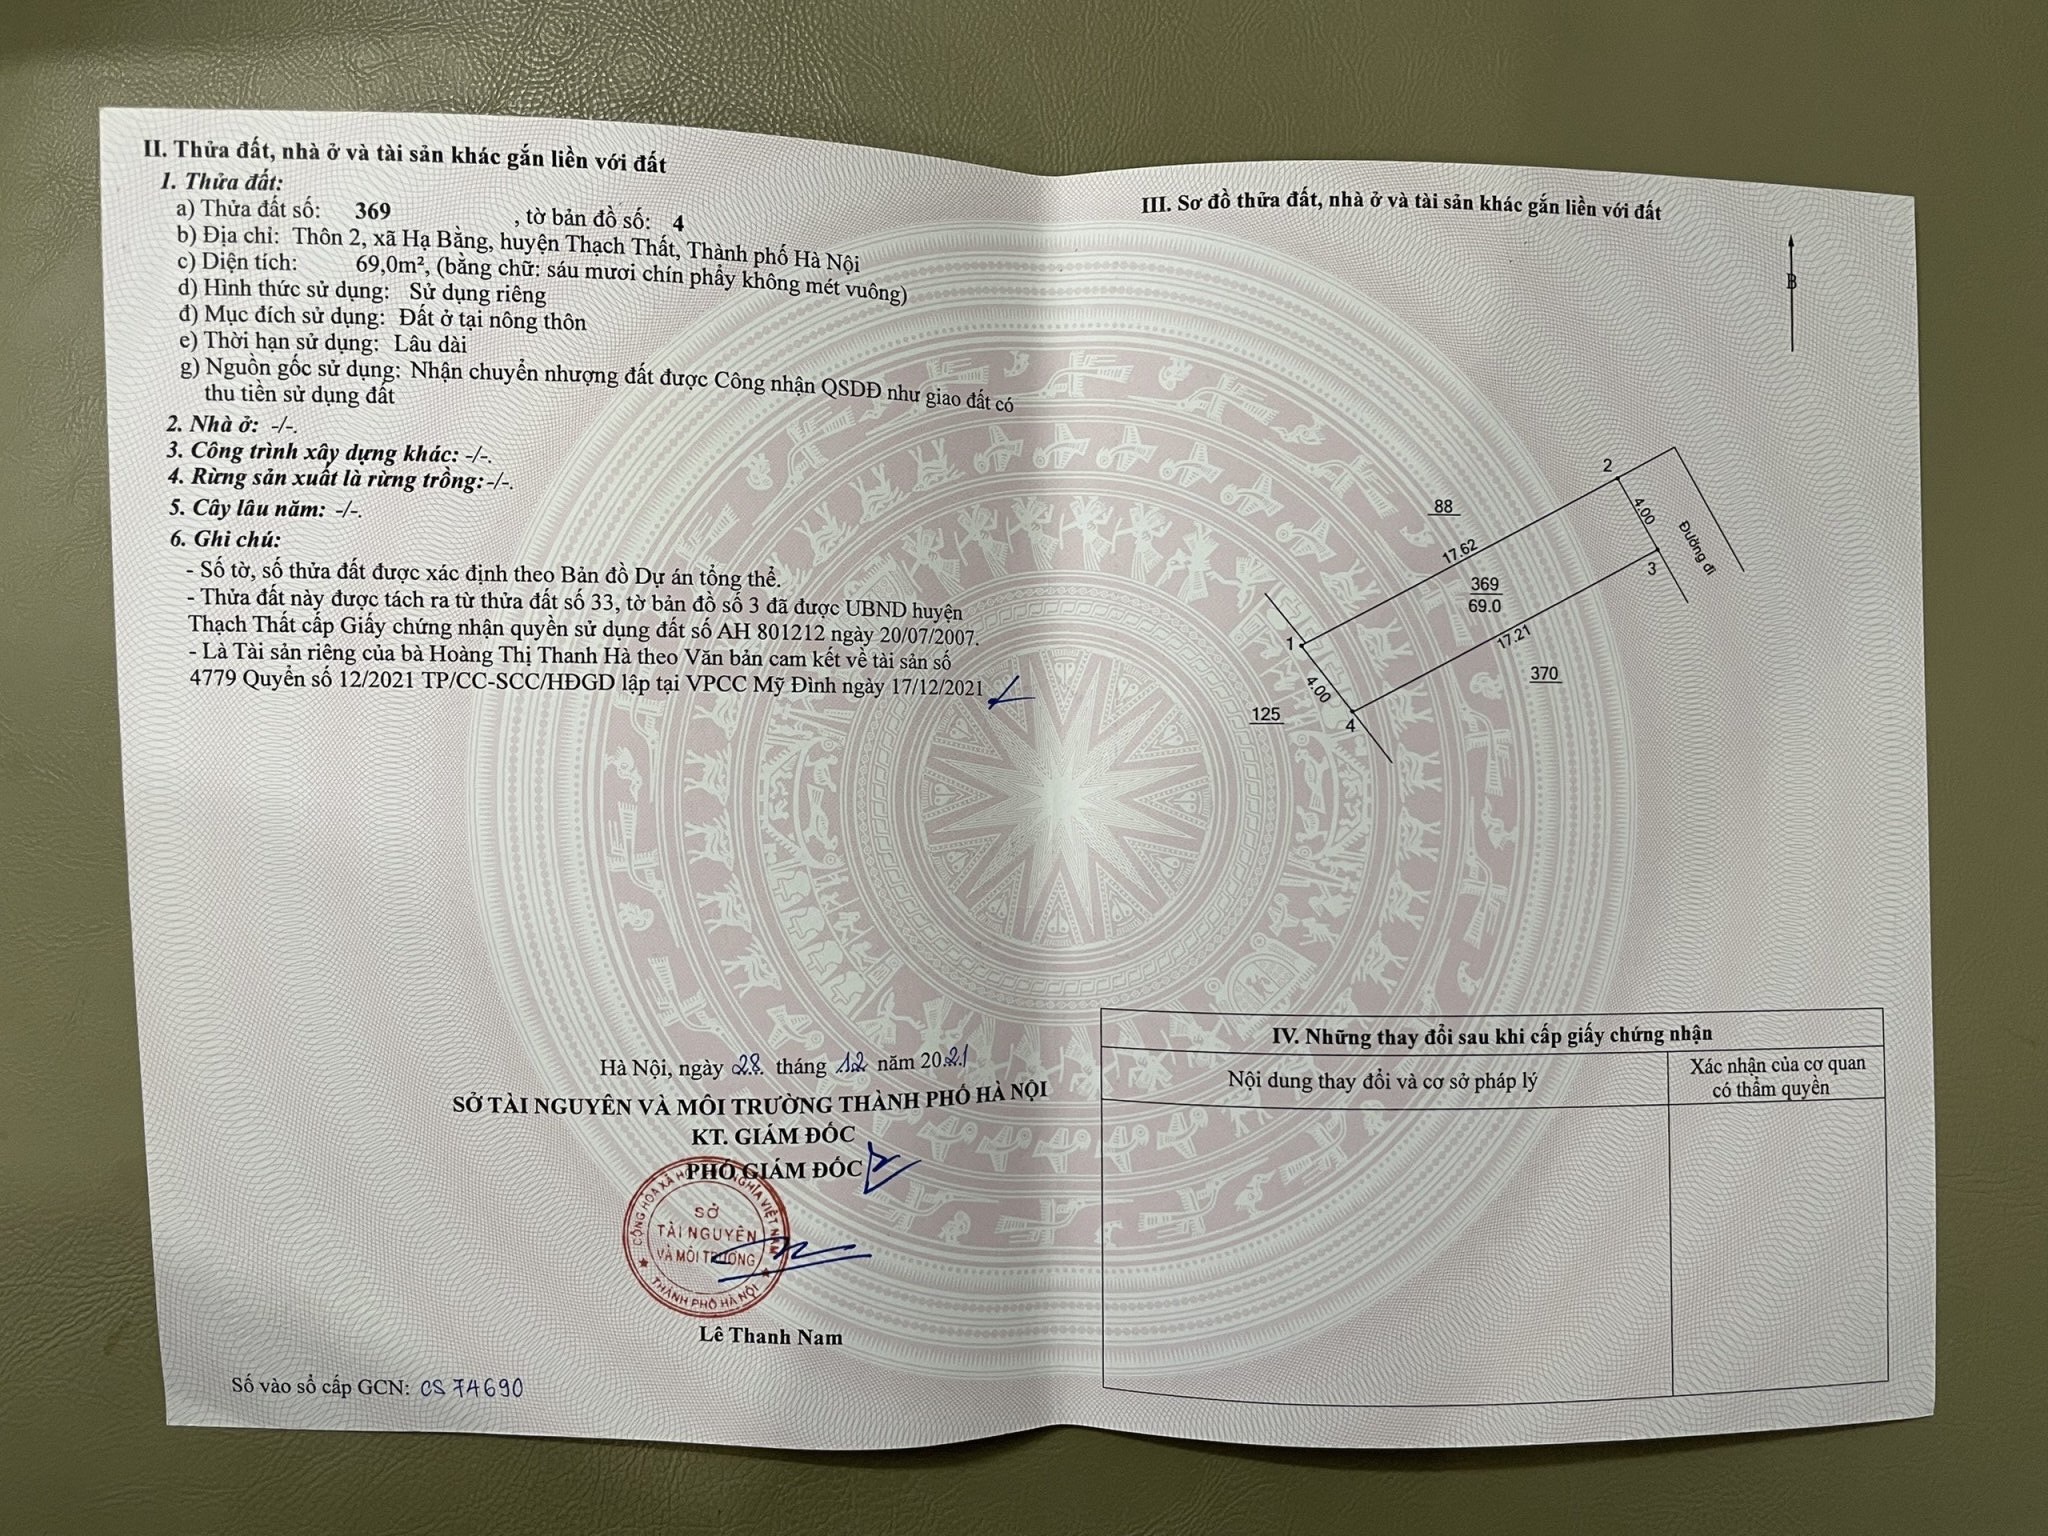 II. Thửa đất, nhà ở và tài sản khác gắn liền với đất
1. Thửa đất:
a) Thửa đất số: 369 , tờ bản đồ số: 4
b) Địa chỉ: Thôn 2, xã Hạ Bằng, huyện Thạch Thất, Thành phố Hà Nội
c) Diện tích: 69,0m², (bằng chữ: sáu mươi chín phẩy không mét vuông)
d) Hình thức sử dụng: Sử dụng riêng
đ) Mục đích sử dụng: Đất ở tại nông thôn
e) Thời hạn sử dụng: Lâu dài
g) Nguồn gốc sử dụng: Nhận chuyển nhượng đất được Công nhận QSDĐ như giao đất có
thu tiền sử dụng đất
2. Nhà ở: -/-.
3. Công trình xây dựng khác: -/-.
4. Rừng sản xuất là rừng trồng:-/-.
5. Cây lâu năm: -/-.
6. Ghi chú:
- Số tờ, số thửa đất được xác định theo Bản đồ Dự án tổng thể.
- Thửa đất này được tách ra từ thửa đất số 33, tờ bản đồ số 3 đã được UBND huyện
Thạch Thất cấp Giấy chứng nhận quyền sử dụng đất số AH 801212 ngày 20/07/2007.
- Là Tài sản riêng của bà Hoàng Thị Thanh Hà theo Văn bản cam kết về tài sản số
4779 Quyển số 12/2021 TP/CC-SCC/HĐGD lập tại VPCC Mỹ Đình ngày 17/12/2021
Hà Nội, ngày 28 tháng 12 năm 2021
SỞ TÀI NGUYÊN VÀ MÔI TRƯỜNG THÀNH PHỐ HÀ NỘI
KT. GIÁM ĐỐC
PHÓ GIÁM ĐỐC
CỘNG HÒA XÃ HỘI CHỦ NGHĨA VIỆT NAM
SỞ
TÀI NGUYÊN
VÀ MÔI TRƯỜNG
THÀNH PHỐ HÀ NỘI
Lê Thanh Nam
Số vào sổ cấp GCN: CS 74690
III. Sơ đồ thửa đất, nhà ở và tài sản khác gắn liền với đất
B
2
88
4.00
Đường đi
17.62
3
369
69.0
1
17.21
370
4.00
125
4
IV. Những thay đổi sau khi cấp giấy chứng nhận
Nội dung thay đổi và cơ sở pháp lý
Xác nhận của cơ quan
có thẩm quyền